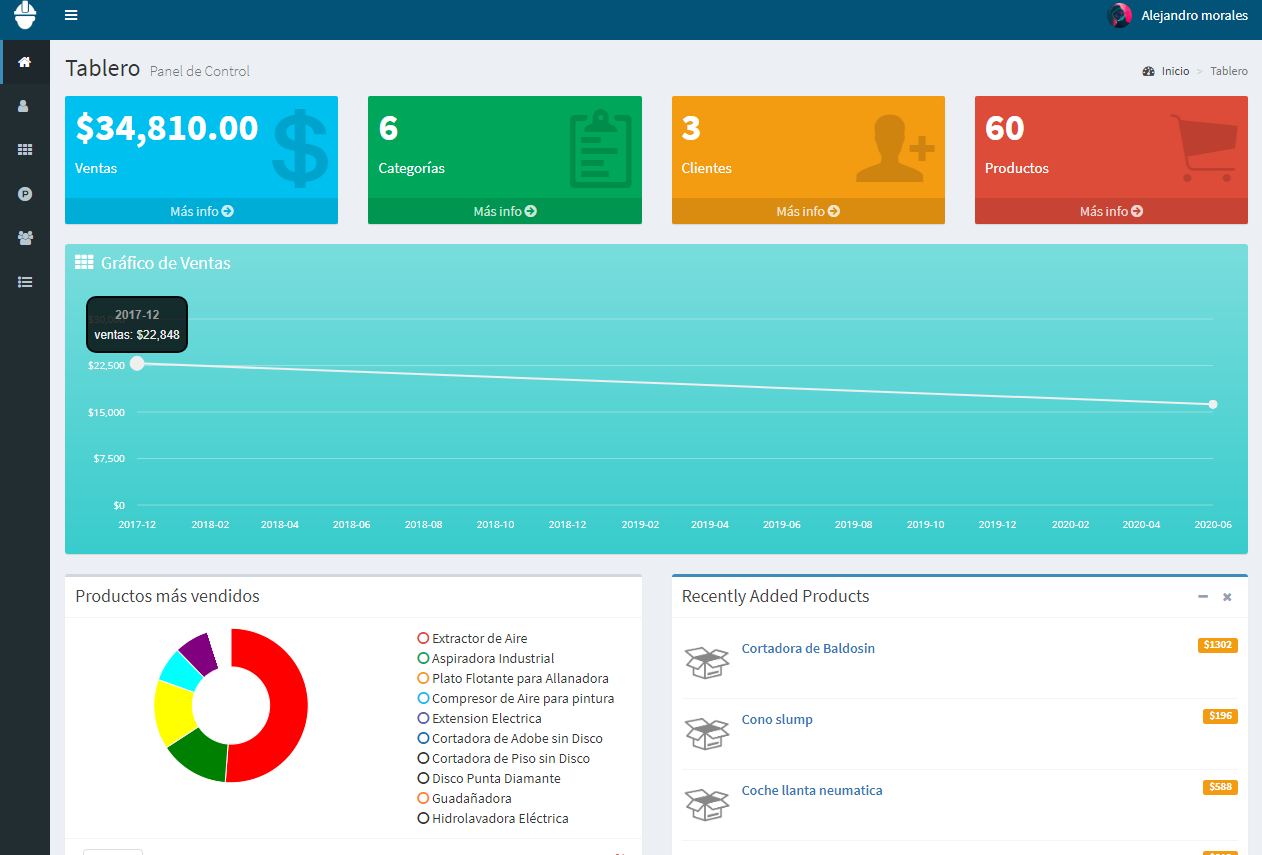 Alejandro morales
Tablero Panel de Control
Inicio > Tablero
$34,810.00
Ventas
Más info
6
Categorías
Más info
3
Clientes
Más info
60
Productos
Más info
Gráfico de Ventas
2017-12
ventas: $22,848
$30,000
$22,500
$15,000
$7,500
$0
2017-12 2018-02 2018-04 2018-06 2018-08 2018-10 2018-12 2019-02 2019-04 2019-06 2019-08 2019-10 2019-12 2020-02 2020-04 2020-06
Productos más vendidos
Extractor de Aire
Aspiradora Industrial
Plato Flotante para Allanadora
Compresor de Aire para pintura
Extension Electrica
Cortadora de Adobe sin Disco
Cortadora de Piso sin Disco
Disco Punta Diamante
Guadañadora
Hidrolavadora Eléctrica
Recently Added Products
Cortadora de Baldosin $1302
Cono slump $196
Coche llanta neumatica $588